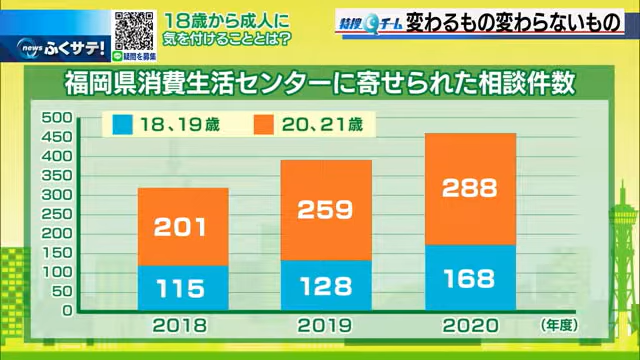 news ふくサテ!
疑問を募集
18歳から成人に
気を付けることとは?
特捜Qチーム 変わるもの変わらないもの
福岡県消費生活センターに寄せられた相談件数
18、19歳 20、21歳
500
450
400
350
300
250
200
150
100
50
0
201 259 288
115 128 168
2018 2019 2020 (年度)